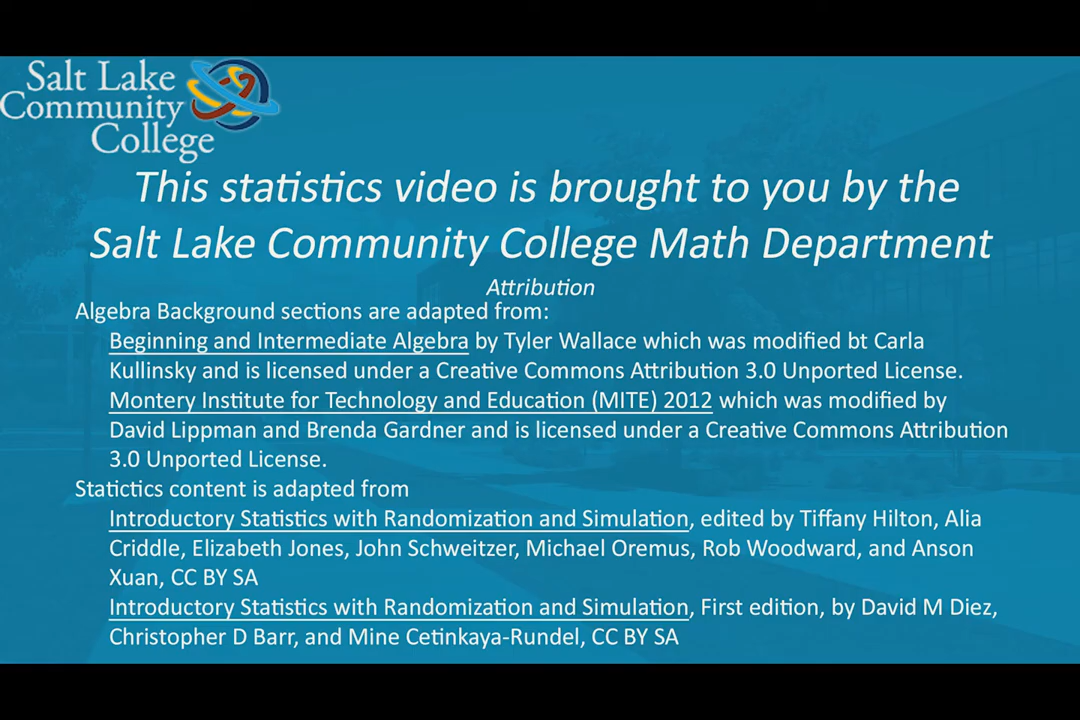 Salt Lake
Community
College
This statistics video is brought to you by the
Salt Lake Community College Math Department
Attribution
Algebra Background sections are adapted from:
Beginning and Intermediate Algebra by Tyler Wallace which was modified bt Carla
Kullinsky and is licensed under a Creative Commons Attribution 3.0 Unported License.
Montery Institute for Technology and Education (MITE) 2012 which was modified by
David Lippman and Brenda Gardner and is licensed under a Creative Commons Attribution
3.0 Unported License.
Statictics content is adapted from
Introductory Statistics with Randomization and Simulation, edited by Tiffany Hilton, Alia
Criddle, Elizabeth Jones, John Schweitzer, Michael Oremus, Rob Woodward, and Anson
Xuan, CC BY SA
Introductory Statistics with Randomization and Simulation, First edition, by David M Diez,
Christopher D Barr, and Mine Cetinkaya-Rundel, CC BY SA